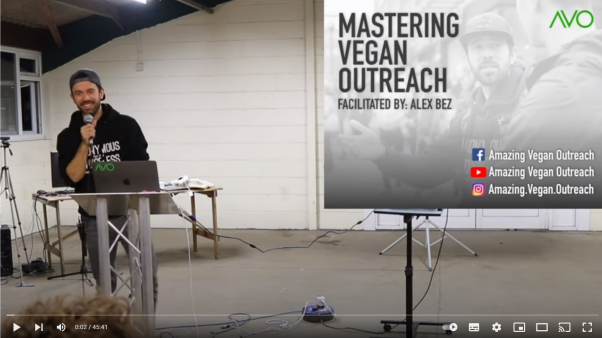 MASTERING
VEGAN
OUTREACH
FACILITATED BY: ALEX BEZ
AVO
Amazing Vegan Outreach
Amazing Vegan Outreach
Amazing.Vegan.Outreach
AVO
0:02 / 45:41